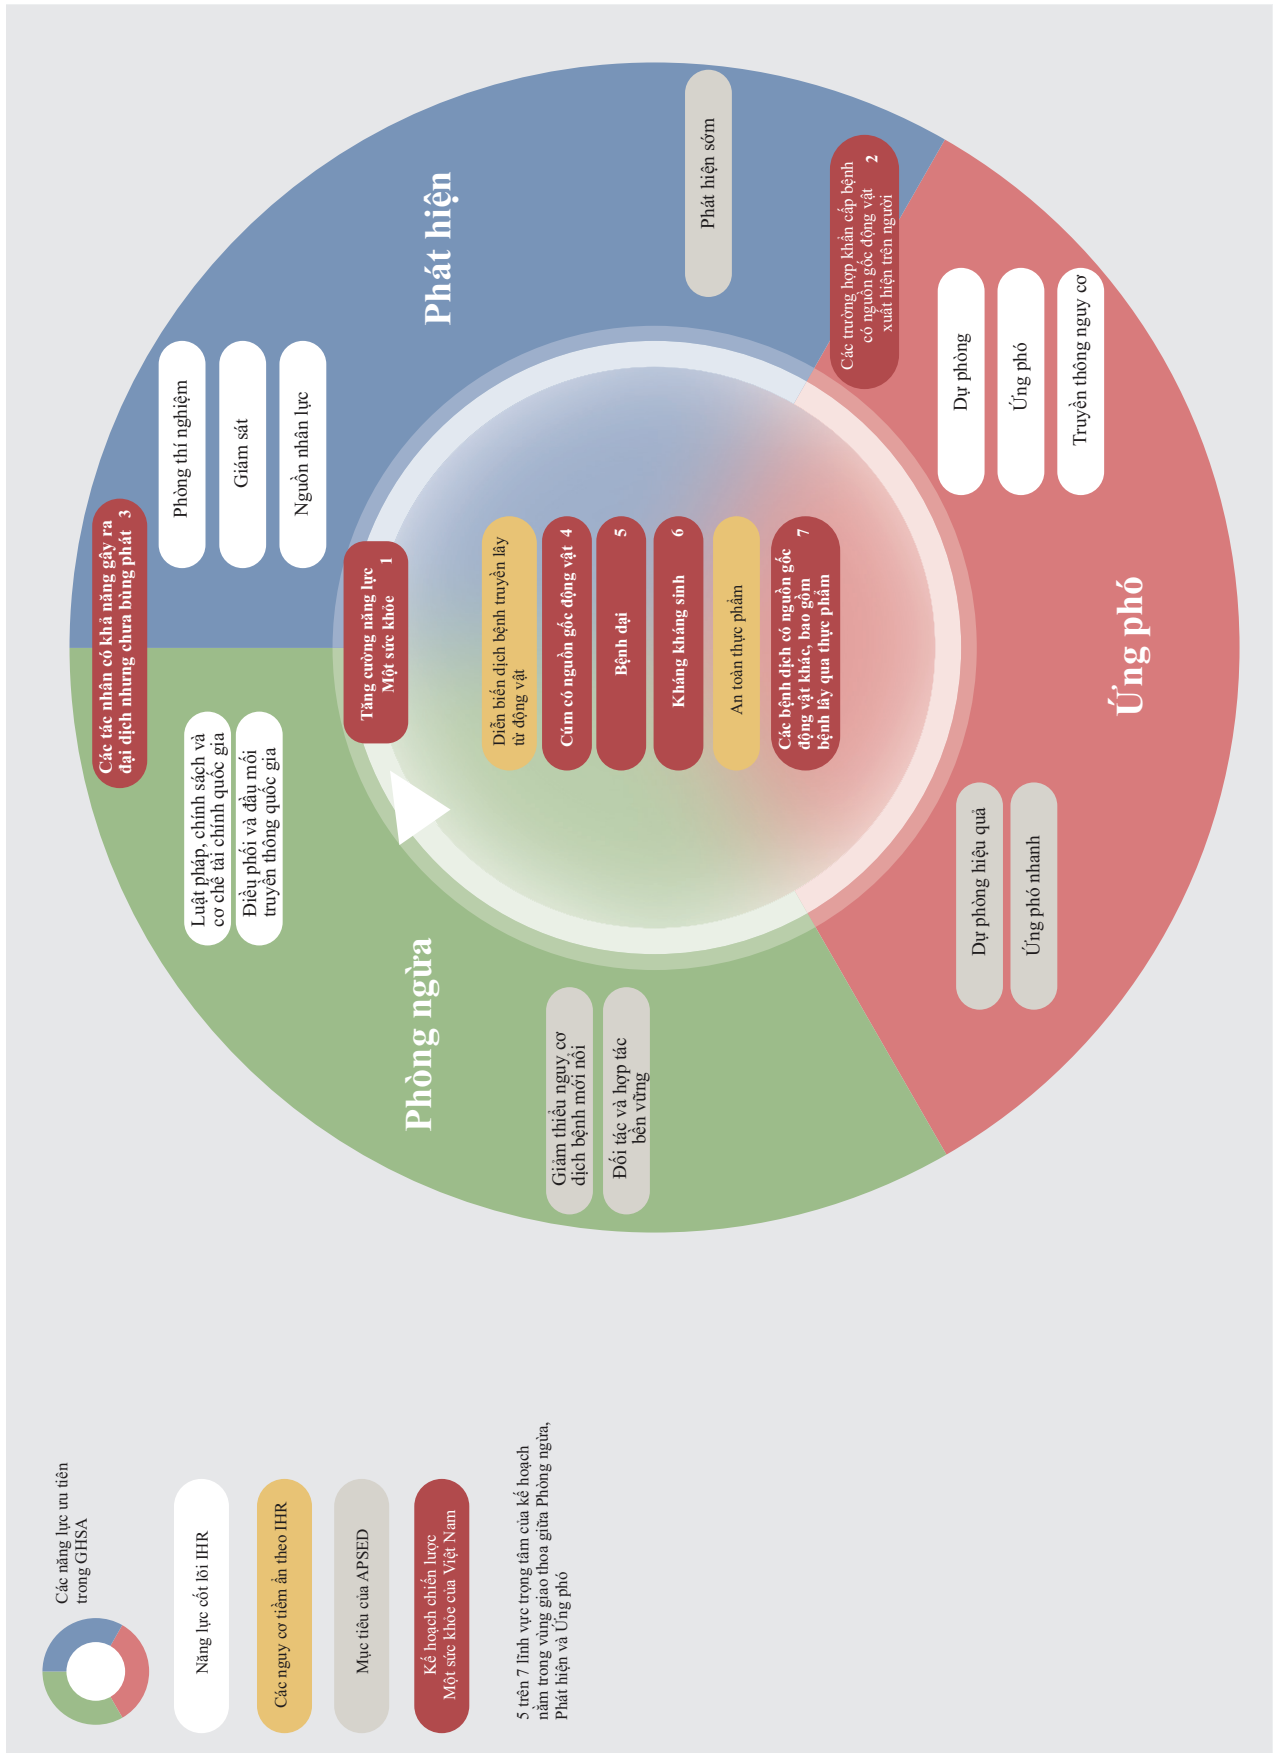 Các năng lực ưu tiên
trong GHSA
Năng lực cốt lõi IHR
Các nguy cơ tiềm ẩn theo IHR
Mục tiêu của APSED
Kế hoạch chiến lược
Một sức khỏe của Việt Nam
5 trên 7 lĩnh vực trọng tâm của kế hoạch
nằm trong vùng giao thoa giữa Phòng ngừa,
Phát hiện và Ứng phó
Các tác nhân có khả năng gây ra
đại dịch nhưng chưa bùng phát 3
Phòng ngừa
Luật pháp, chính sách và
cơ chế tài chính quốc gia
Điều phối và đầu mối
truyền thông quốc gia
Giảm thiểu nguy cơ
dịch bệnh mới nổi
Đối tác và hợp tác
bền vững
Phát hiện
Phòng thí nghiệm
Giám sát
Nguồn nhân lực
Phát hiện sớm
Tăng cường năng lực
Một sức khỏe 1
Diễn biến dịch bệnh truyền lây
từ động vật
Cúm có nguồn gốc động vật 4
Bệnh dại 5
Kháng kháng sinh 6
An toàn thực phẩm
Các bệnh dịch có nguồn gốc
động vật khác, bao gồm 7
bệnh lây qua thực phẩm
Các trường hợp khẩn cấp bệnh
có nguồn gốc động vật 2
xuất hiện trên người
Dự phòng
Ứng phó
Truyền thông nguy cơ
Dự phòng hiệu quả
Ứng phó nhanh
Ứng phó